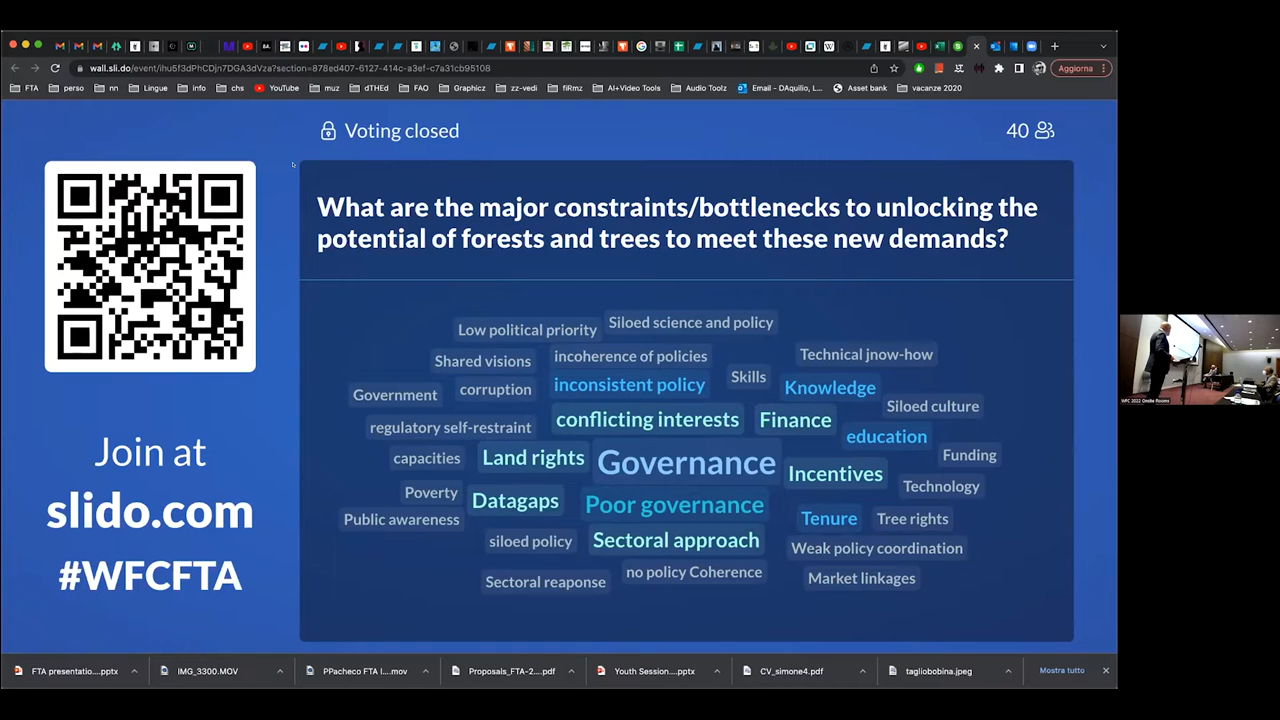 wall.sli.do/event/ihu5f3dPhCDjn7DGA3dVza?section=878ed407-6127-414c-a3ef-c7a31cb95108
Aggiorna
FTA perso nn Lingue info chs YouTube muz dTHEd FAO Graphicz zz-vedi fiRmz AI+Video Tools Audio Toolz Email - DAquilio, L... Asset bank vacanze 2020
Voting closed
40
What are the major constraints/bottlenecks to unlocking the
potential of forests and trees to meet these new demands?
Low political priority Siloed science and policy
Shared visions incoherence of policies Technical jnow-how
Government corruption inconsistent policy Skills Knowledge
regulatory self-restraint conflicting interests Finance Siloed culture
capacities Land rights Governance education Funding
Poverty Datagaps Poor governance Incentives Technology
Public awareness siloed policy Sectoral approach Tenure Tree rights
Weak policy coordination
Sectoral response no policy Coherence Market linkages
Join at
slido.com
#WFCFTA
WFC 2022 Onsite Rooms
FTA presentatio....pptx IMG_3300.MOV PPacheco FTA I....mov Proposals_FTA-2....pdf Youth Session....pptx CV_simone4.pdf tagliobobina.jpeg Mostra tutto